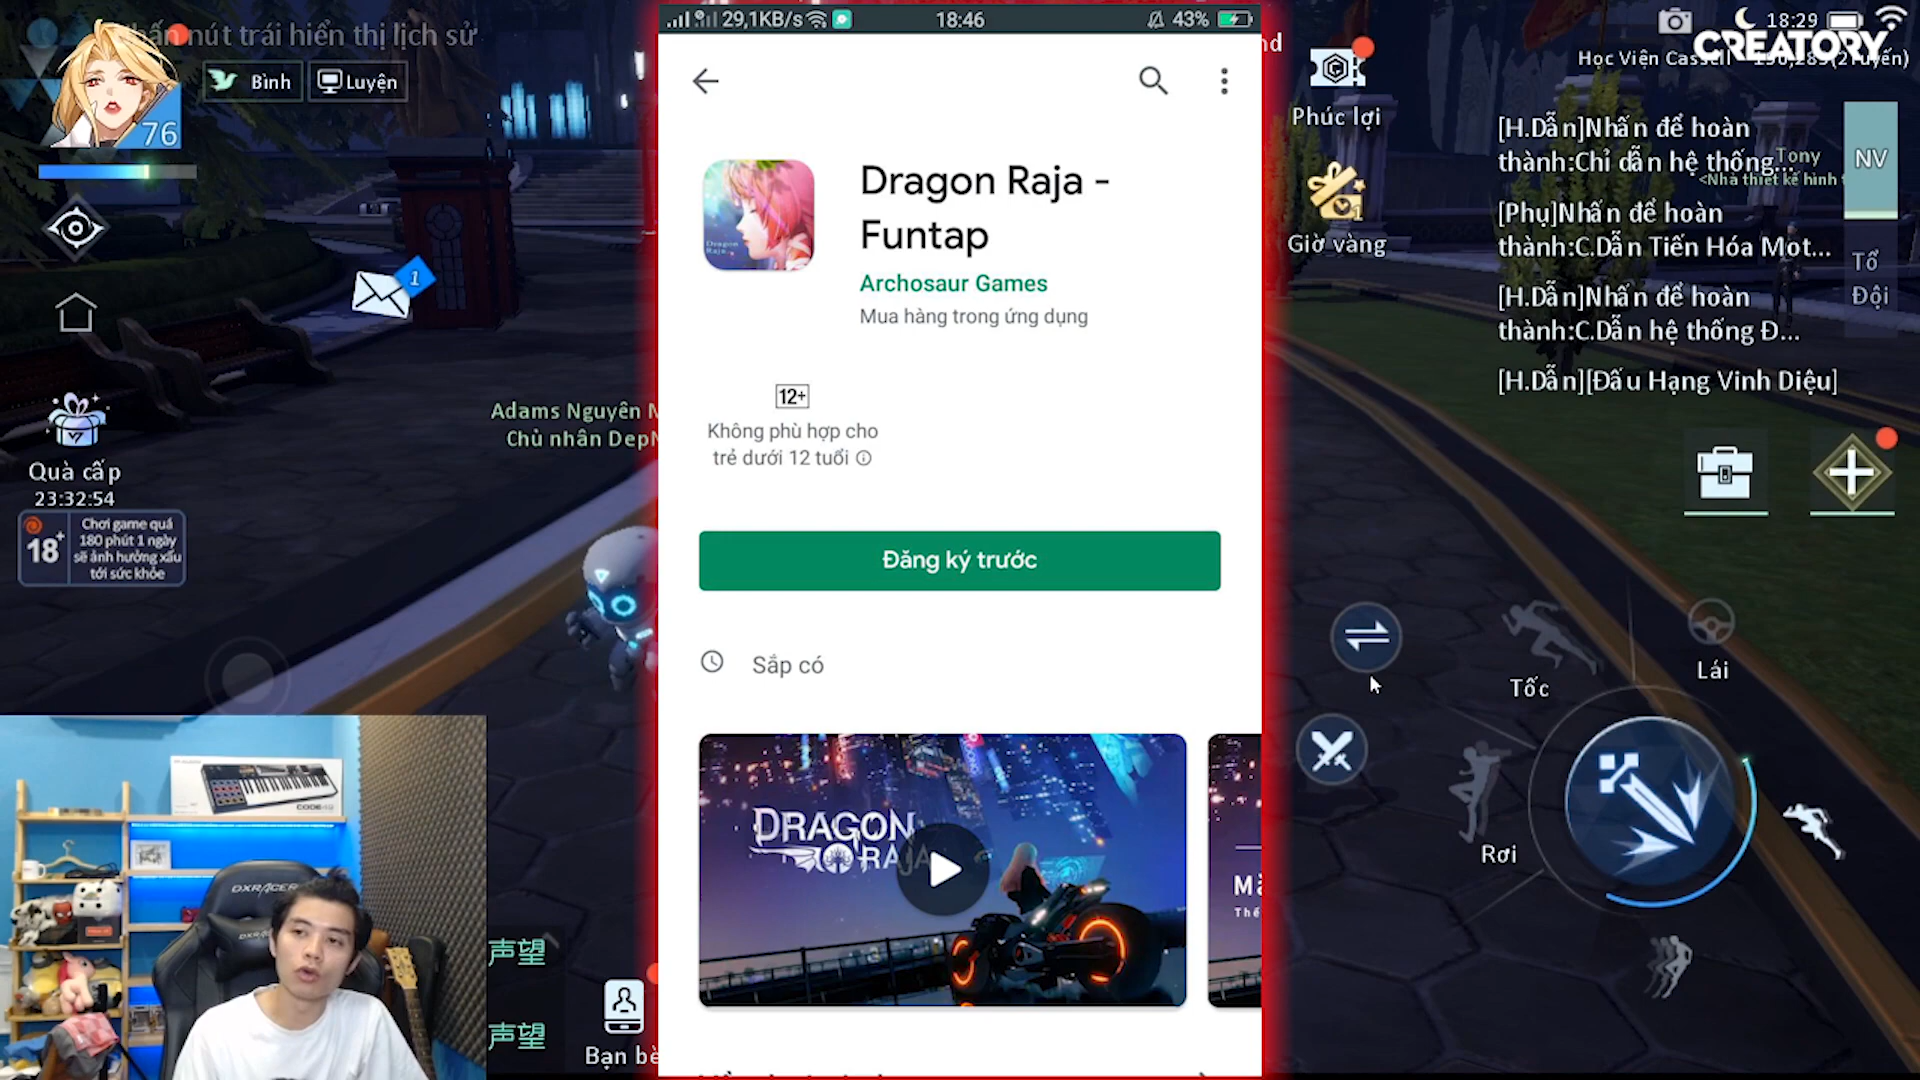 nút trái hiển thị lịch sử
Bình
Luyện
76
1
Quà cấp
23:32:54
18+
Chơi game quá
180 phút 1 ngày
sẽ ảnh hưởng xấu
tới sức khỏe
Adams Nguyên
Chủ nhân Dep
声望
声望
Bạn bè
DXRACER
CODE
29,1KB/s
18:46
43%
Dragon Raja -
Funtap
Archosaur Games
Mua hàng trong ứng dụng
12+
Không phù hợp cho
trẻ dưới 12 tuổi
Đăng ký trước
Sắp có
DRAGON
RAJA
Phúc lợi
Giờ vàng
18:29
CREATORY
Học Viện Cassell
[H.Dẫn]Nhấn để hoàn
thành:Chỉ dẫn hệ thống...
Tony
<Nhà thiết kế hình
[Phụ]Nhấn để hoàn
thành:C.Dẫn Tiến Hóa Mot...
[H.Dẫn]Nhấn để hoàn
thành:C.Dẫn hệ thống Đ...
[H.Dẫn][Đấu Hạng Vinh Diệu]
NV
Tổ
Đội
Tốc
Lái
Rơi